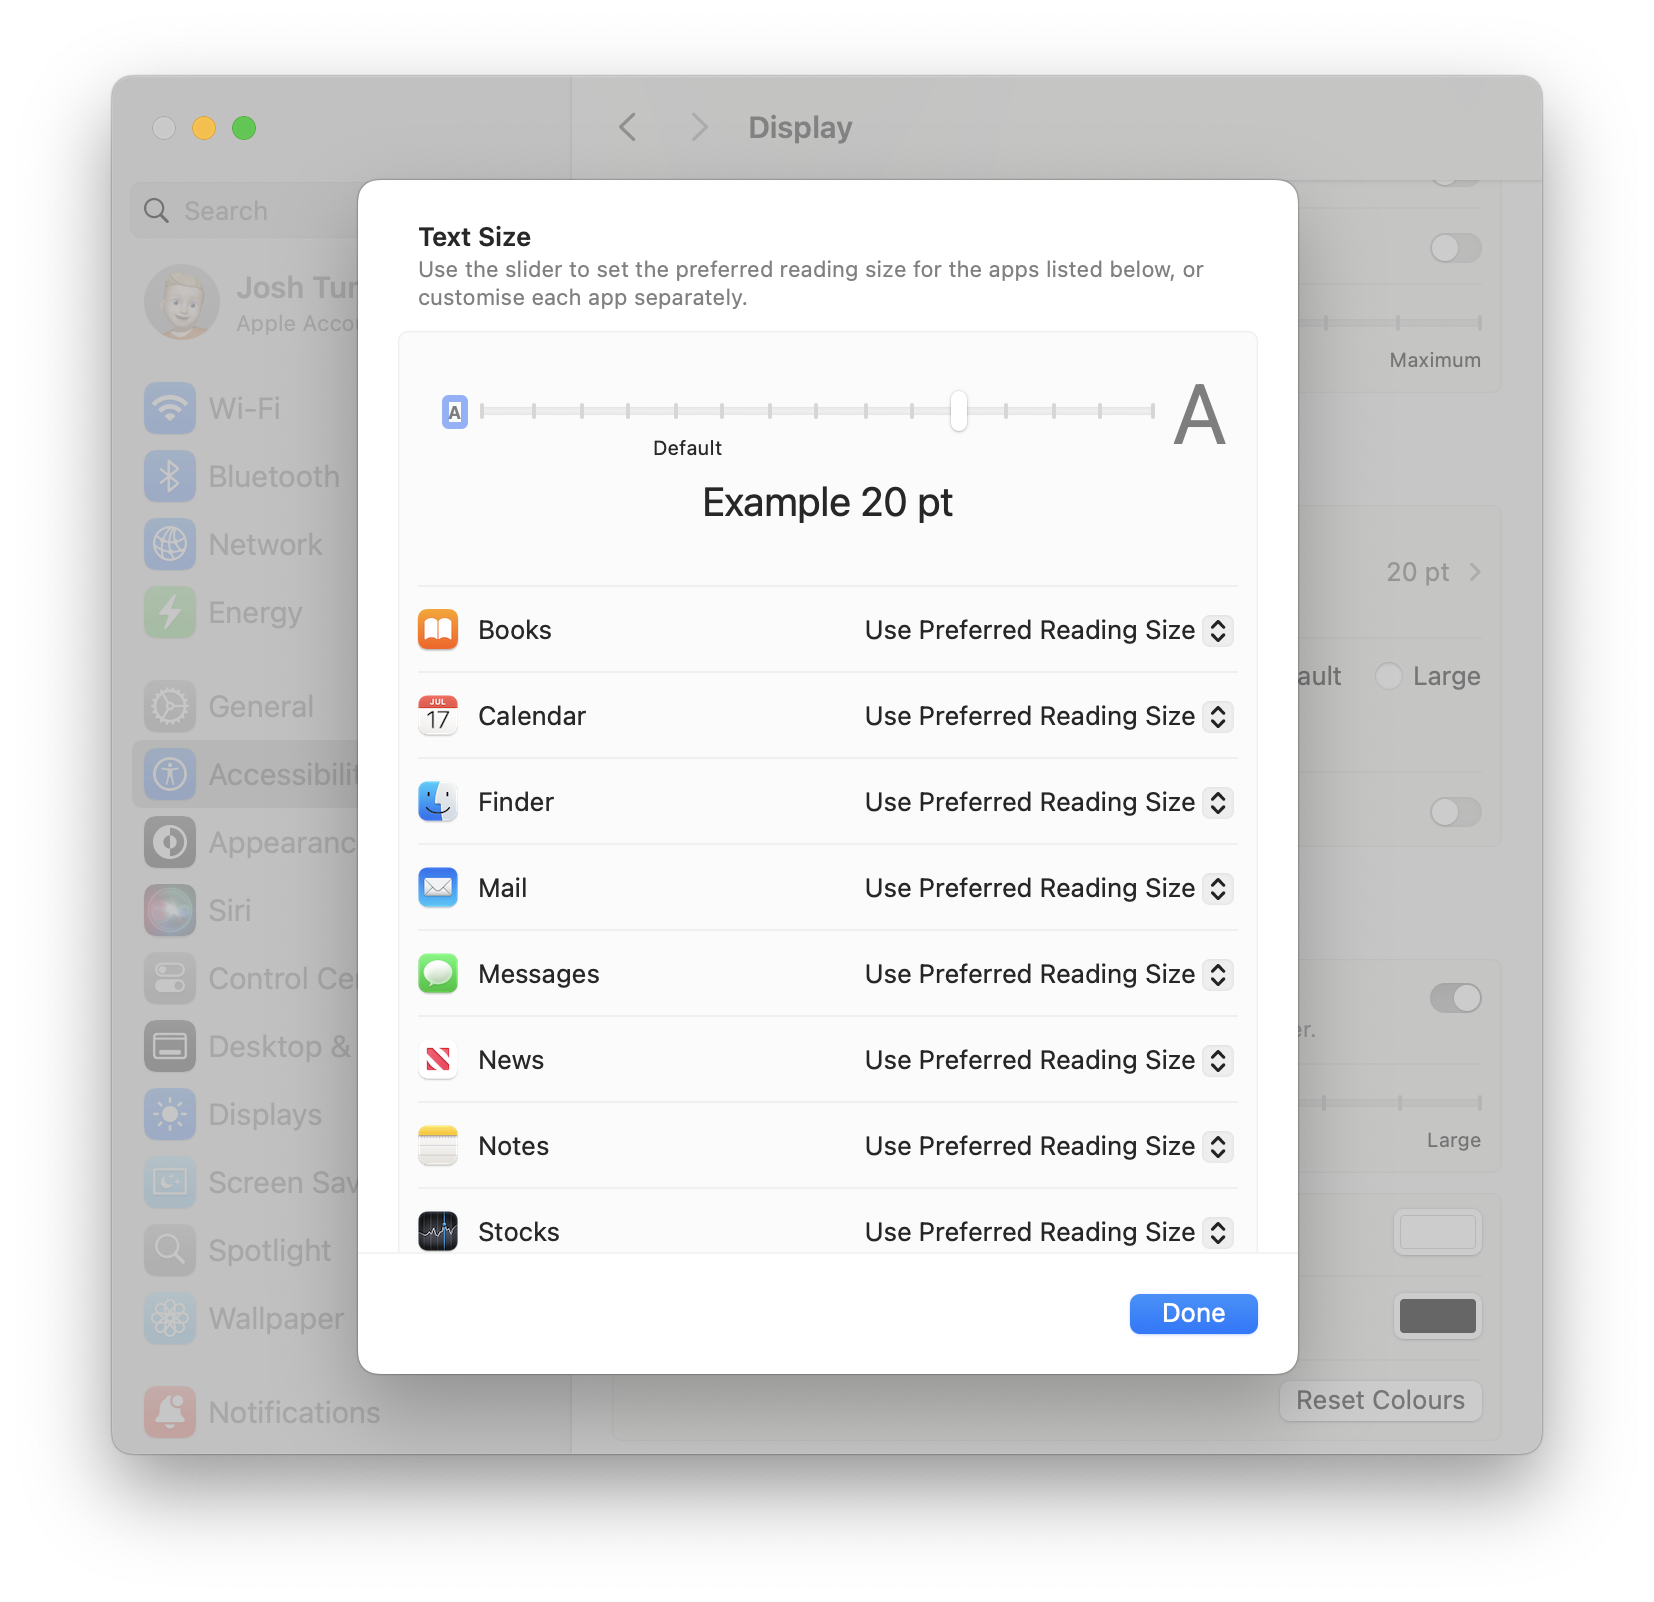 Display
Search
Josh Tur
Apple Acco
Wi-Fi
Bluetooth
Network
Energy
General
Accessibilit
Appearanc
Siri
Control Ce
Desktop &
Displays
Screen Sav
Spotlight
Wallpaper
Notifications
Text Size
Use the slider to set the preferred reading size for the apps listed below, or
customise each app separately.
A
A
Default
Example 20 pt
Books Use Preferred Reading Size
JUL
17
Calendar Use Preferred Reading Size
Finder Use Preferred Reading Size
Mail Use Preferred Reading Size
Messages Use Preferred Reading Size
News Use Preferred Reading Size
Notes Use Preferred Reading Size
Stocks Use Preferred Reading Size
Done
Maximum
20 pt
ault Large
er.
Large
Reset Colours